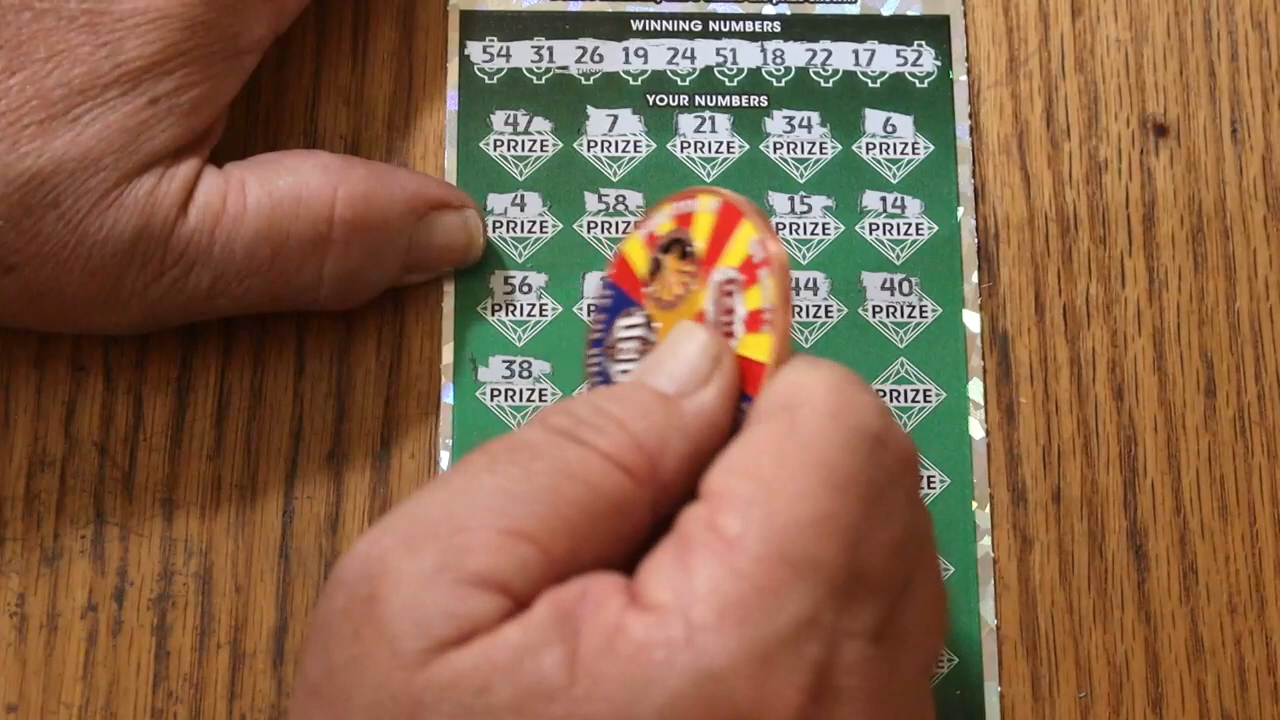 WINNING NUMBERS
54 31 26 19 24 51 18 22 17 52
YOUR NUMBERS
47 7 21 34 6
PRIZE PRIZE PRIZE PRIZE PRIZE
4 58 15 14
PRIZE PRIZE PRIZE
56 44 40
PRIZE PRIZE PRIZE
38
PRIZE PRIZE